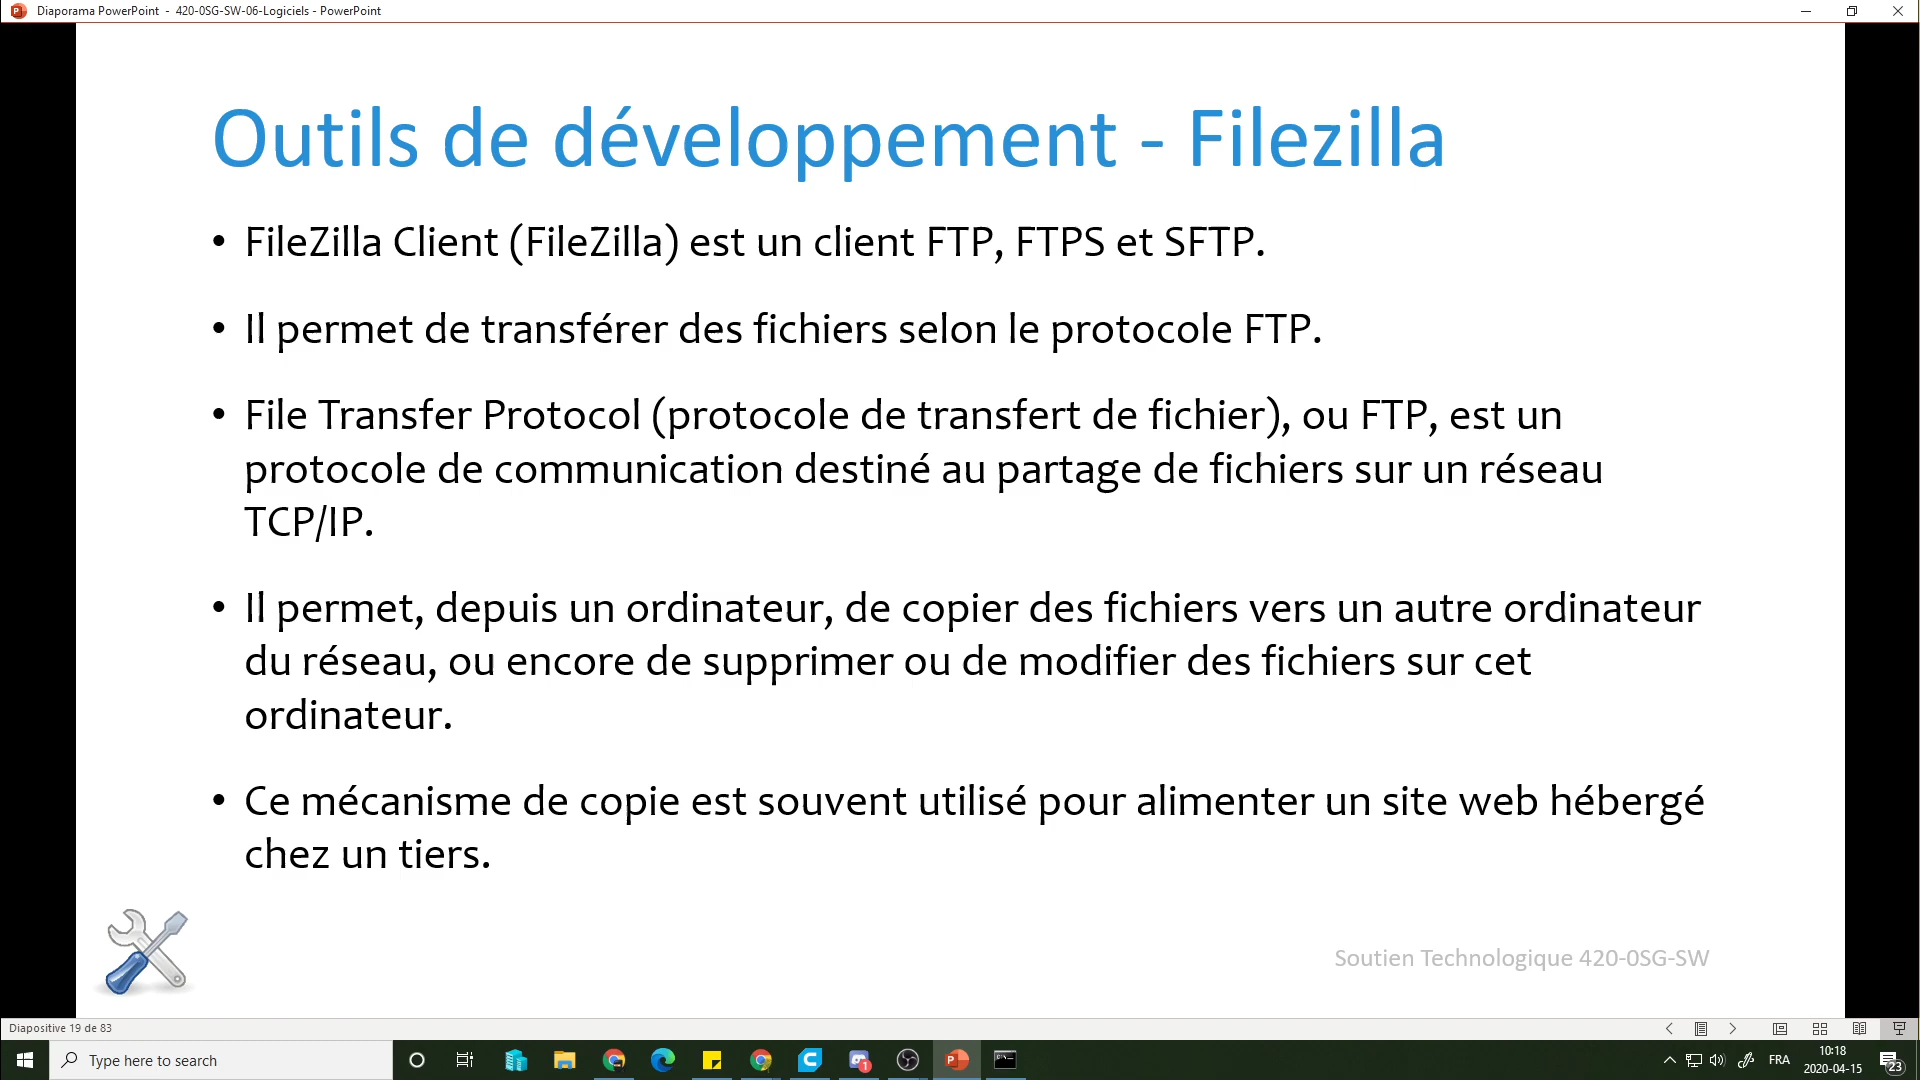 Diaporama PowerPoint - 420-0SG-SW-06-Logiciels - PowerPoint
Outils de développement - Filezilla
• FileZilla Client (FileZilla) est un client FTP, FTPS et SFTP.
• Il permet de transférer des fichiers selon le protocole FTP.
• File Transfer Protocol (protocole de transfert de fichier), ou FTP, est un
protocole de communication destiné au partage de fichiers sur un réseau
TCP/IP.
• Il permet, depuis un ordinateur, de copier des fichiers vers un autre ordinateur
du réseau, ou encore de supprimer ou de modifier des fichiers sur cet
ordinateur.
• Ce mécanisme de copie est souvent utilisé pour alimenter un site web hébergé
chez un tiers.
Soutien Technologique 420-0SG-SW
Diapositive 19 de 83
Type here to search
1
FRA
10:18
2020-04-15
23